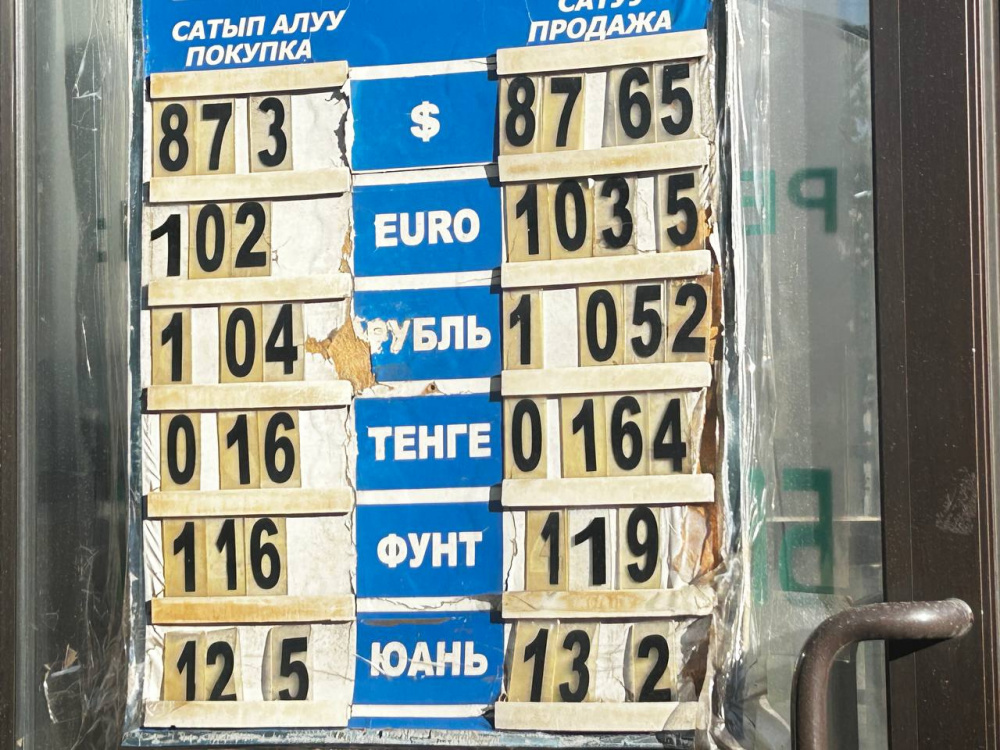 САТЫП АЛУУ
ПОКУПКА
САТУУ
ПРОДАЖА
87 3 $ 87 65
102 EURO 103 5
1 04 РУБЛЬ 1 052
0 16 ТЕНГЕ 0 164
116 ФУНТ 119
12 5 ЮАНЬ 13 2